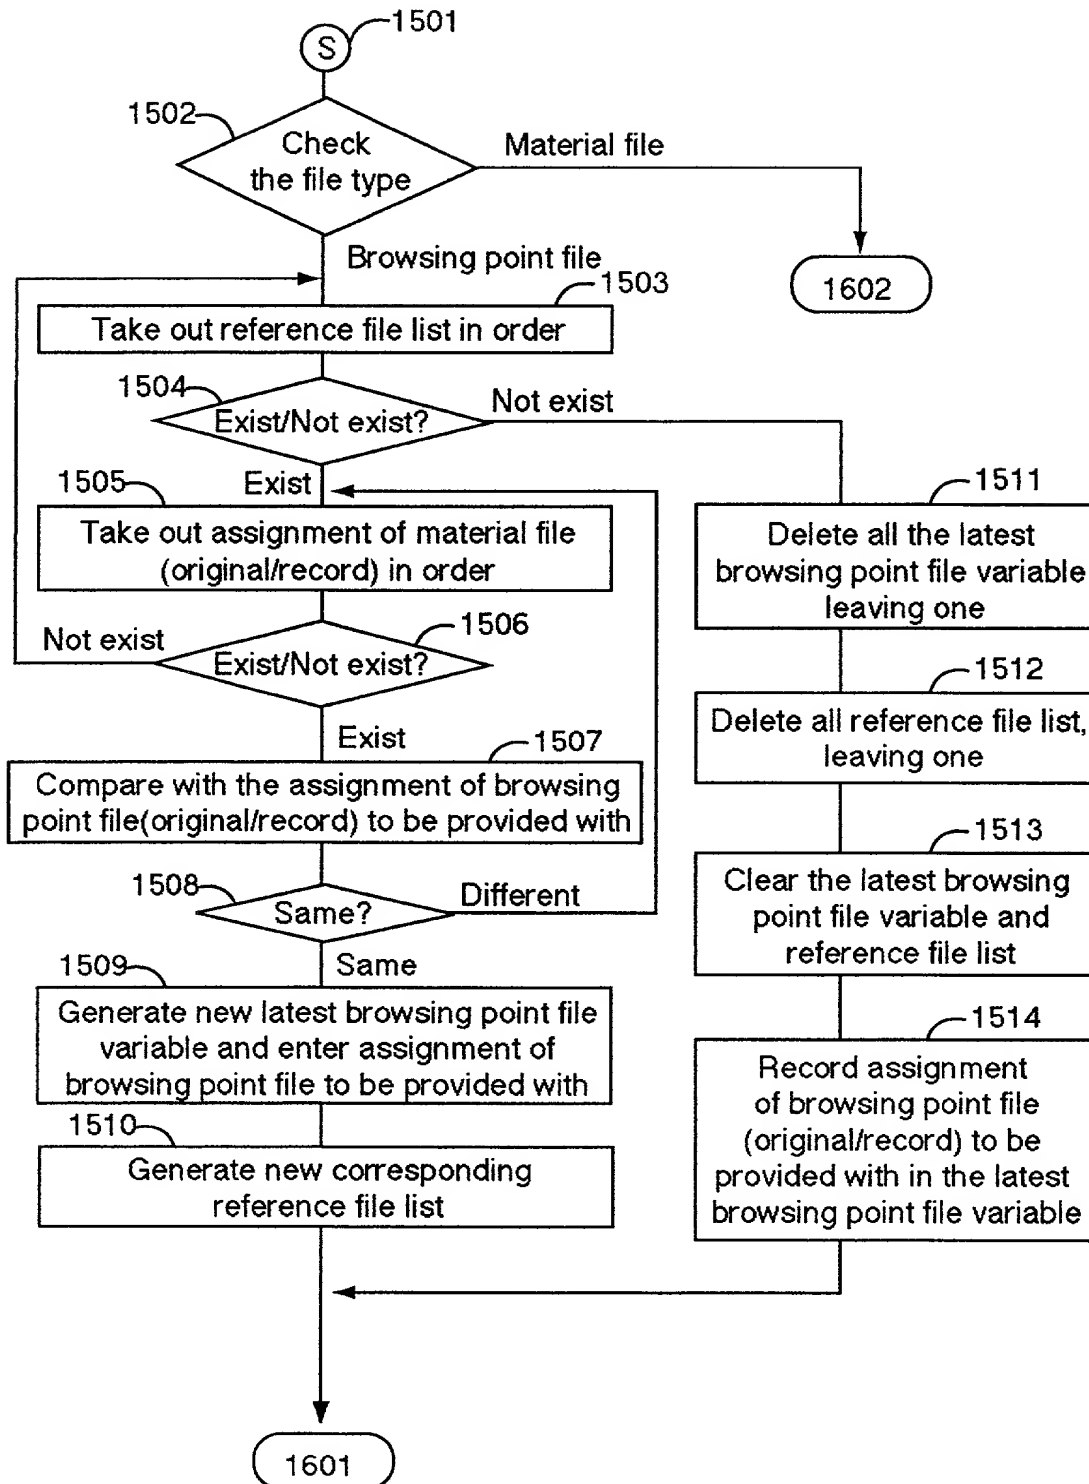 1501
S
1502
Check
the file type
Material file
1602
Browsing point file
1503
Take out reference file list in order
1504
Exist/Not exist?
Not exist
Exist
1505
Take out assignment of material file
(original/record) in order
1506
Not exist
Exist/Not exist?
Exist
1507
Compare with the assignment of browsing
point file(original/record) to be provided with
1508
Same?
Different
Same
1509
Generate new latest browsing point file
variable and enter assignment of
browsing point file to be provided with
1510
Generate new corresponding
reference file list
1511
Delete all the latest
browsing point file variable
leaving one
1512
Delete all reference file list,
leaving one
1513
Clear the latest browsing
point file variable and
reference file list
1514
Record assignment
of browsing point file
(original/record) to be
provided with in the latest
browsing point file variable
1601